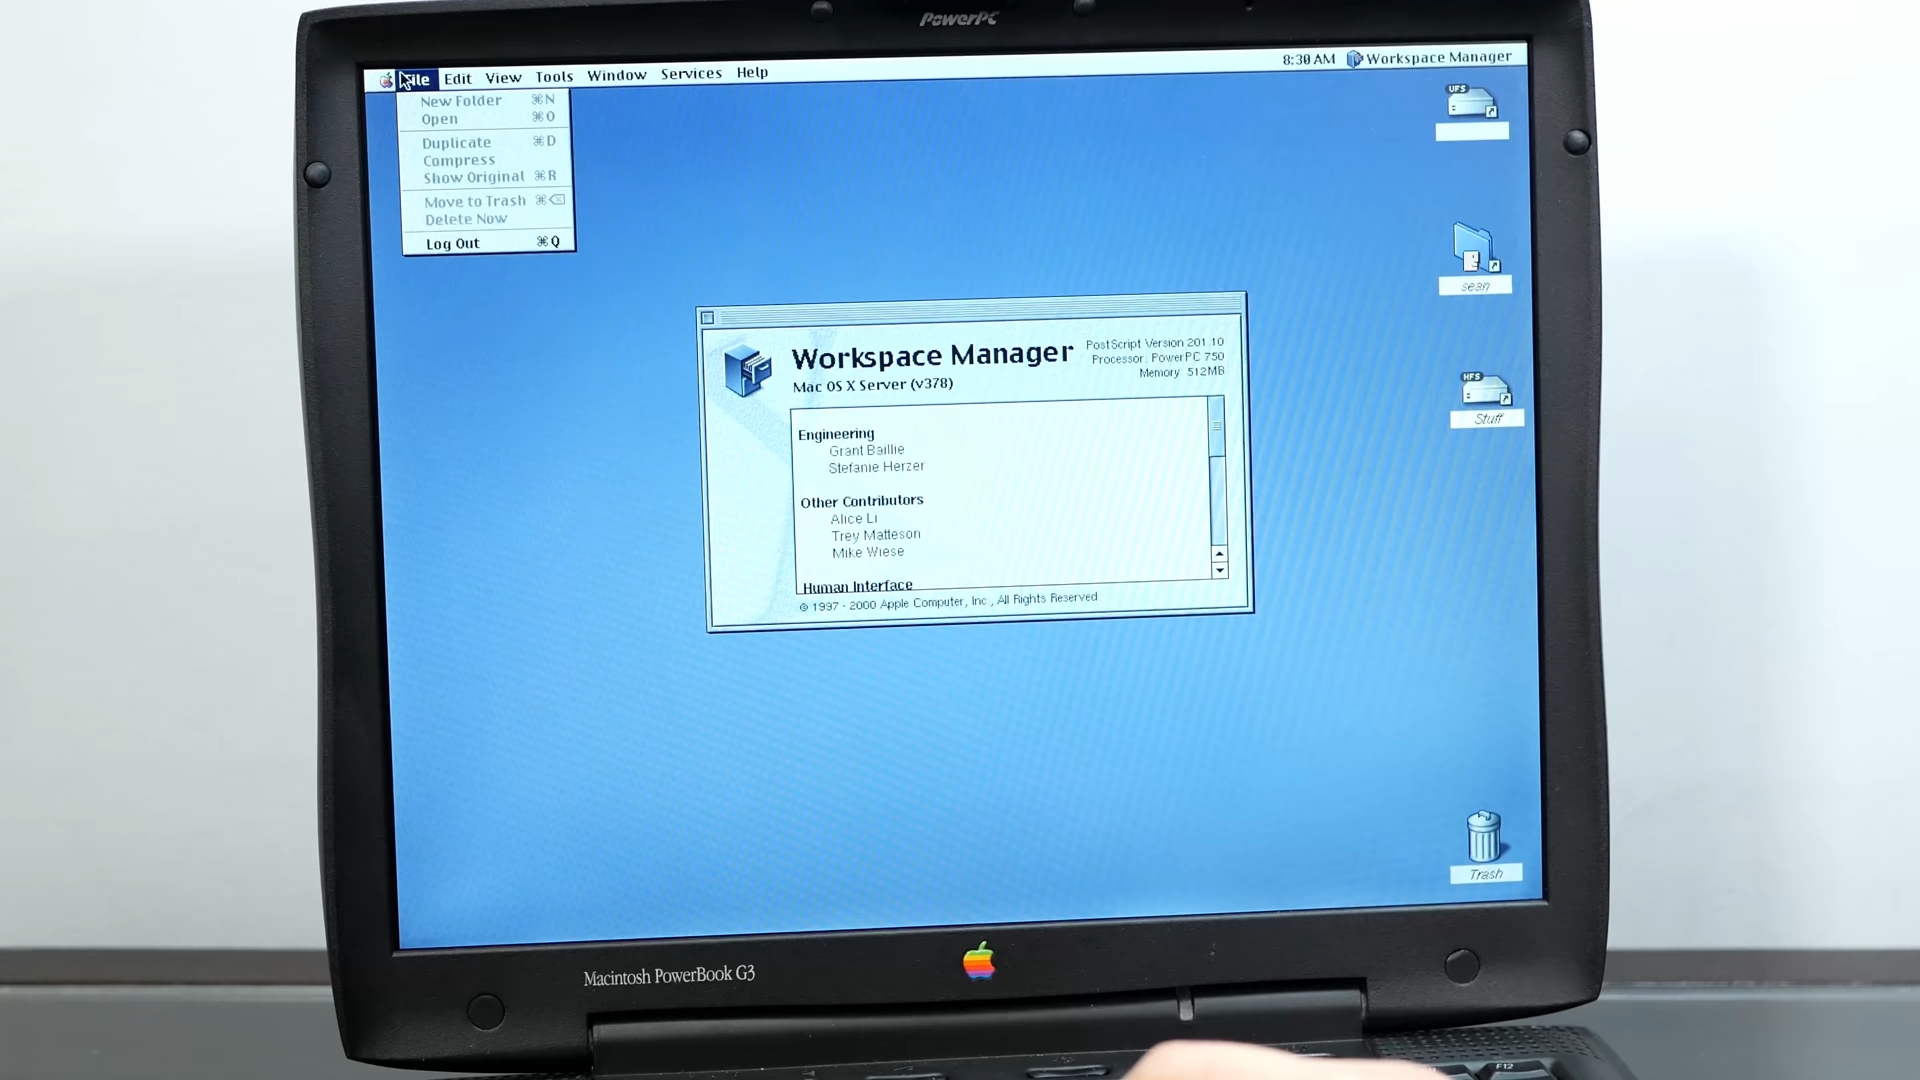 PowerPC
File Edit View Tools Window Services Help 8:30 AM Workspace Manager
New Folder ⌘N
Open ⌘O
Duplicate ⌘D
Compress
Show Original ⌘R
Move to Trash ⌘⌫
Delete Now
Log Out ⌘Q
UFS
sean
HFS
Stuff
Trash
Workspace Manager
Mac OS X Server (v378)
PostScript Version 201.10
Processor: PowerPC 750
Memory: 512MB
Engineering
Grant Baillie
Stefanie Herzer
Other Contributors
Alice Li
Trey Matteson
Mike Wiese
Human Interface
© 1997 - 2000 Apple Computer, Inc., All Rights Reserved
Macintosh PowerBook G3
F12